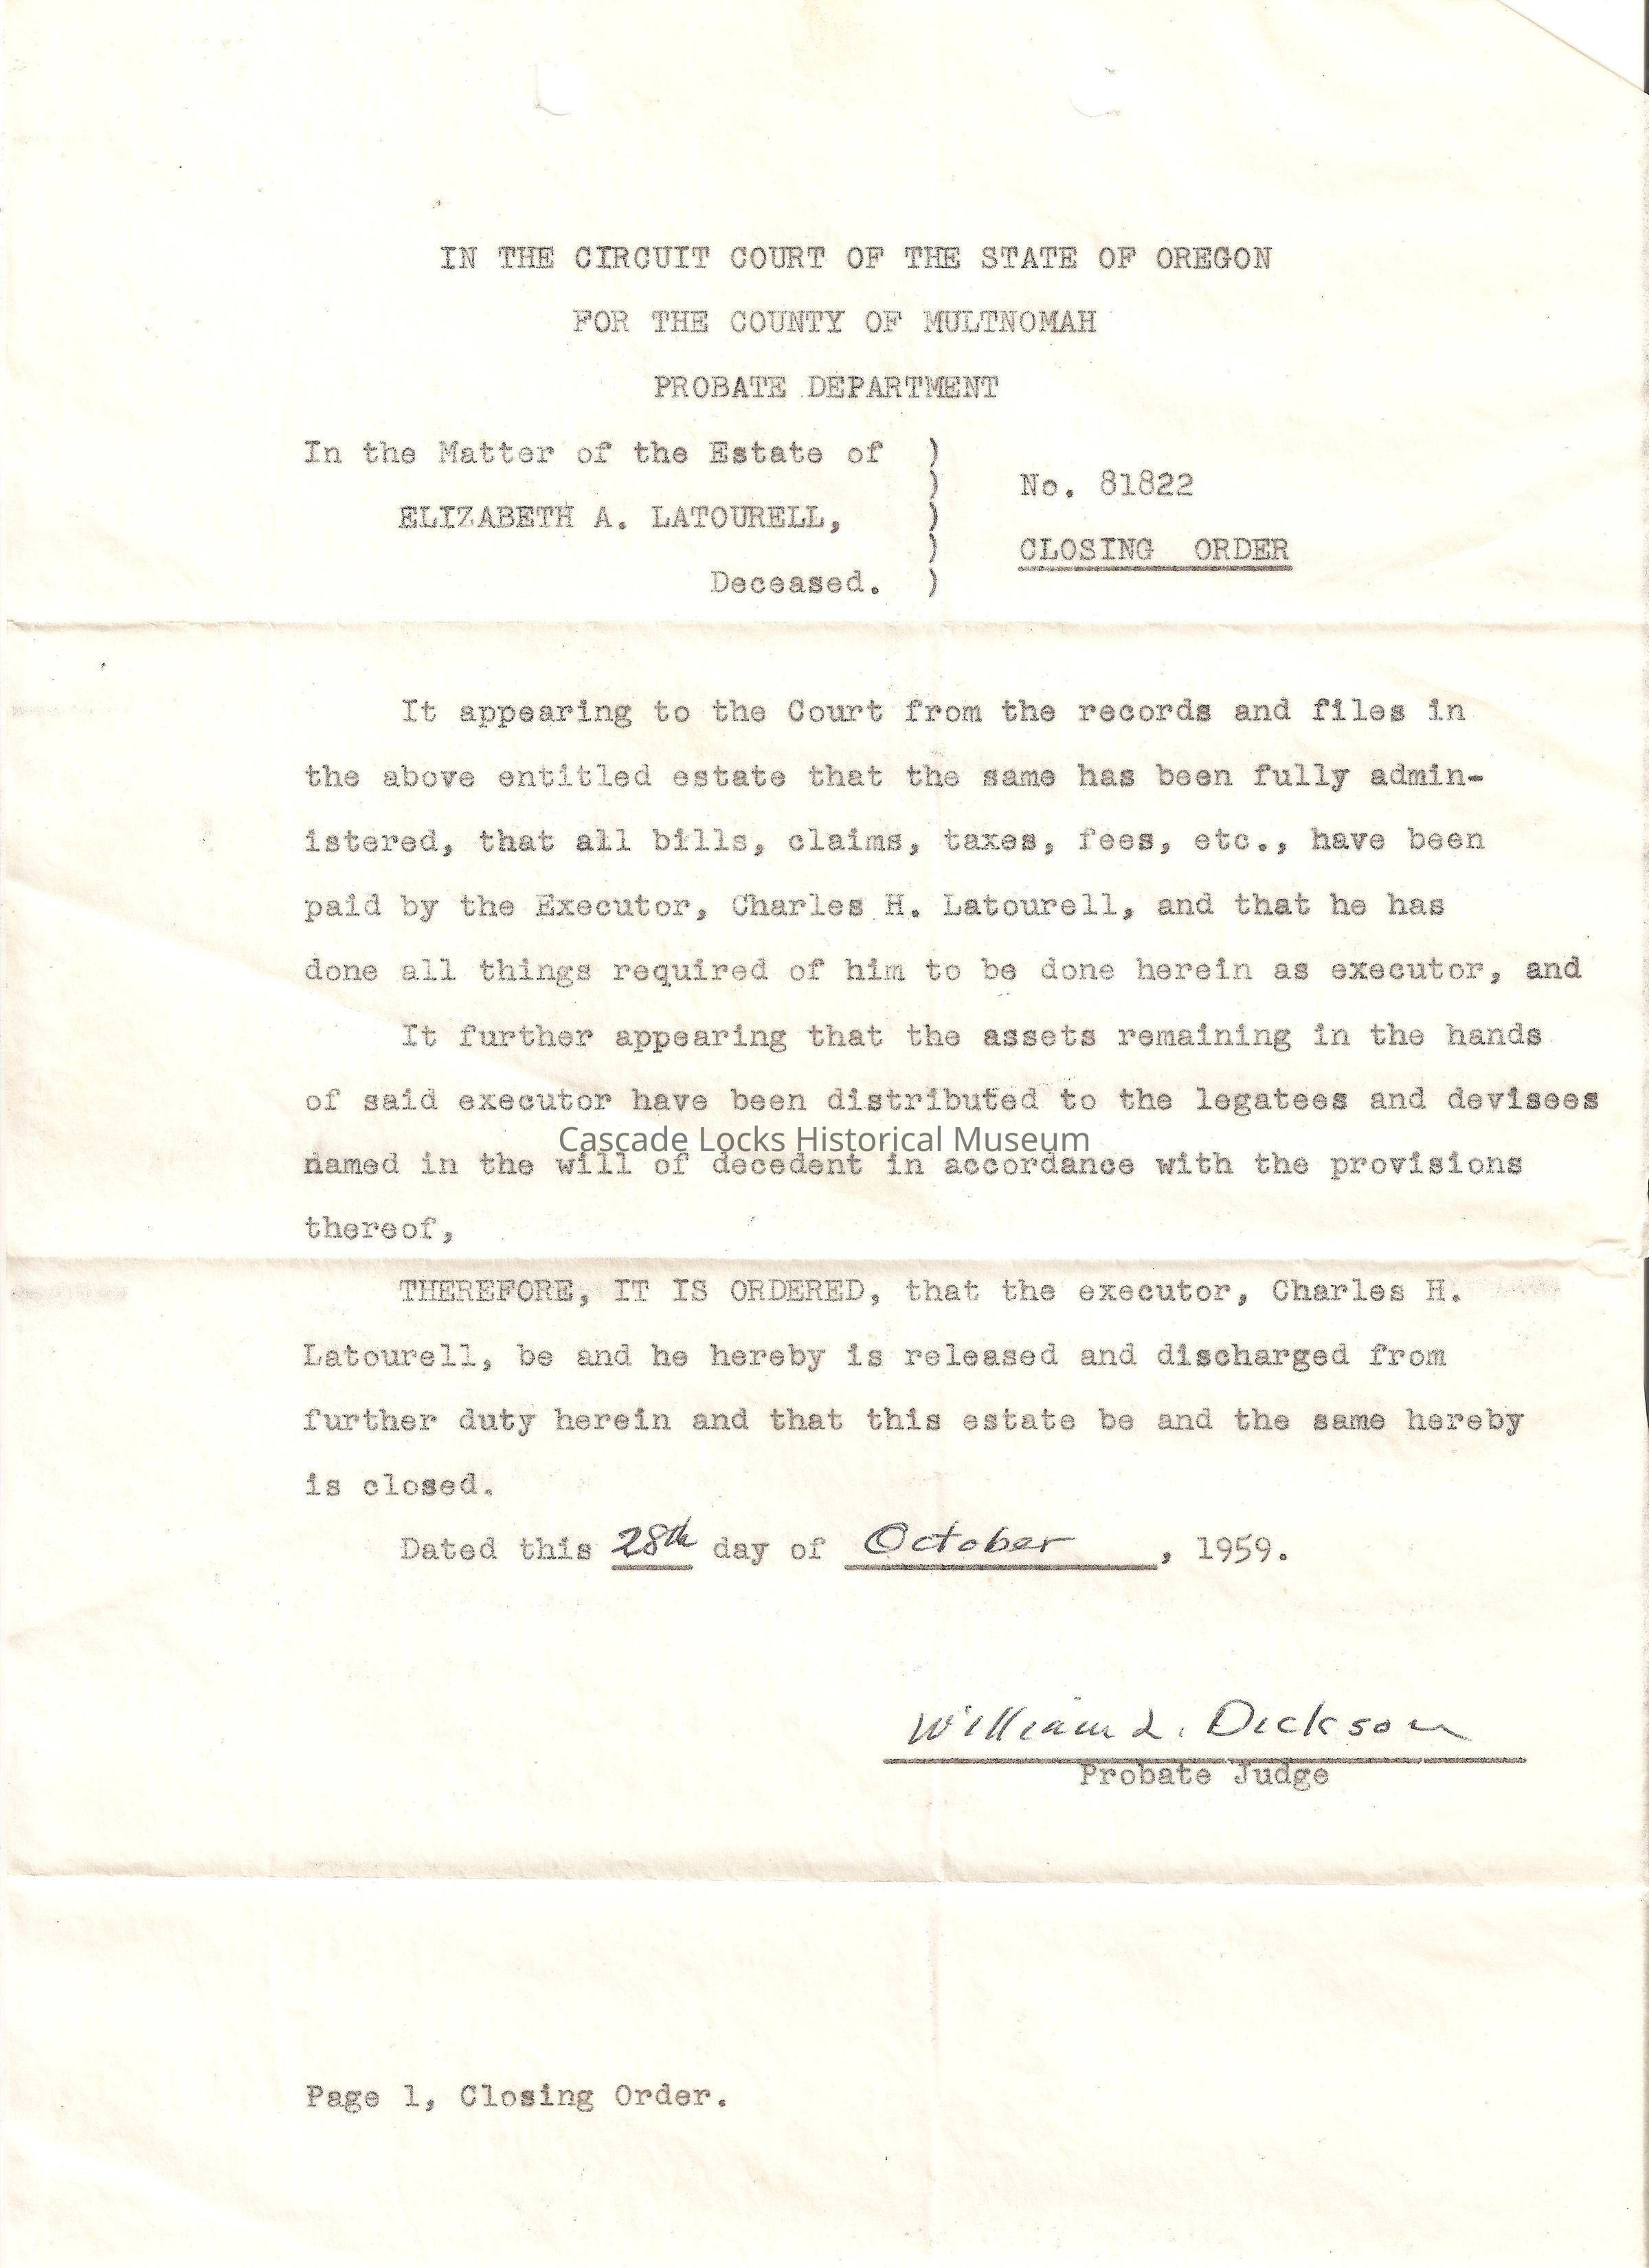 IN THE CIRCUIT COURT OF THE STATE OF OREGON
FOR THE COUNTY OF MULTNOMAH
PROBATE DEPARTMENT
In the Matter of the Estate of )
) No. 81822
ELIZABETH A. LATOURELL, )
) CLOSING ORDER
Deceased. )
It appearing to the Court from the records and files in
the above entitled estate that the same has been fully admin-
istered, that all bills, claims, taxes, fees, etc., have been
paid by the Executor, Charles H. Latourell, and that he has
done all things required of him to be done herein as executor, and
It further appearing that the assets remaining in the hands
of said executor have been distributed to the legatees and devisees
Cascade Locks Historical Museum
named in the will of decedent in accordance with the provisions
thereof,
THEREFORE, IT IS ORDERED, that the executor, Charles H.
Latourell, be and he hereby is released and discharged from
further duty herein and that this estate be and the same hereby
is closed.
Dated this 28th day of October, 1959.
William L. Dickson
Probate Judge
Page 1, Closing Order.